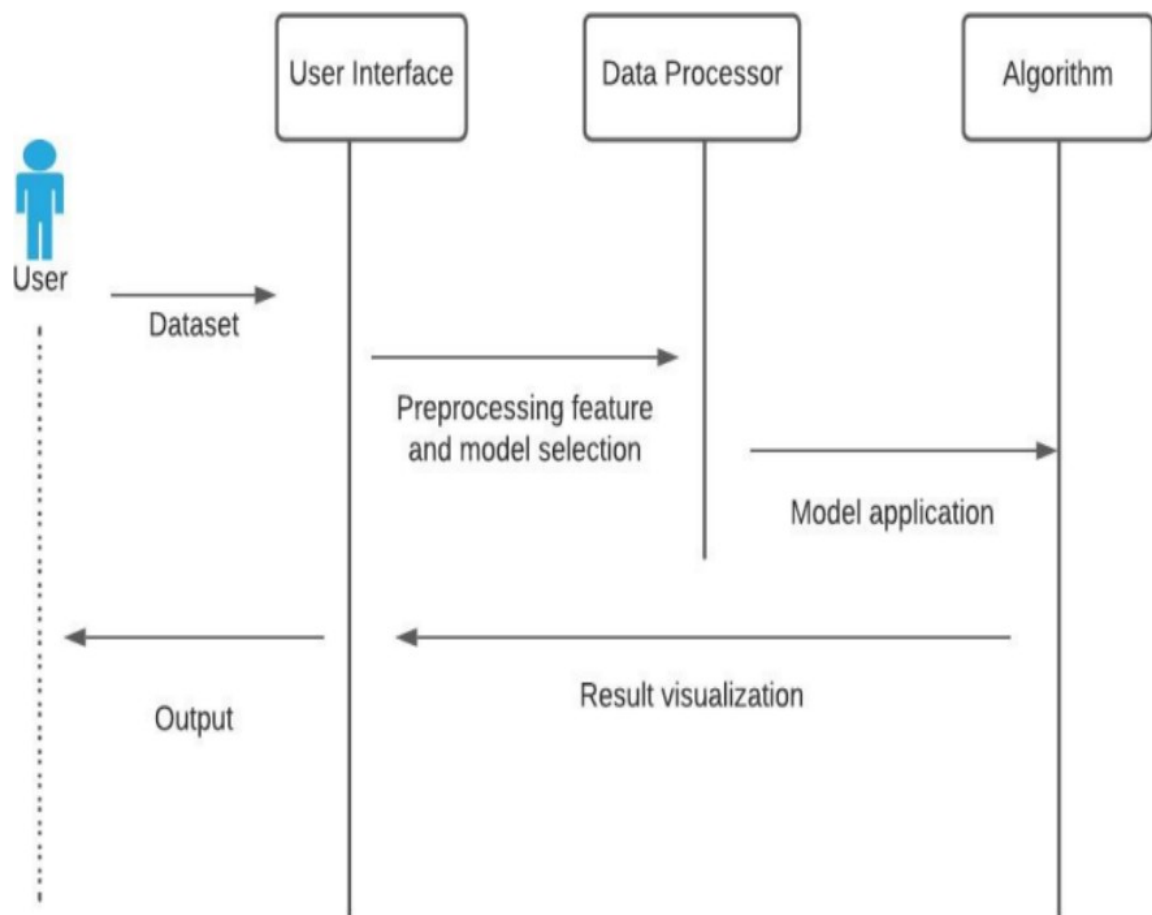 User Interface
Data Processor
Algorithm
User
Dataset
Preprocessing feature
and model selection
Model application
Result visualization
Output